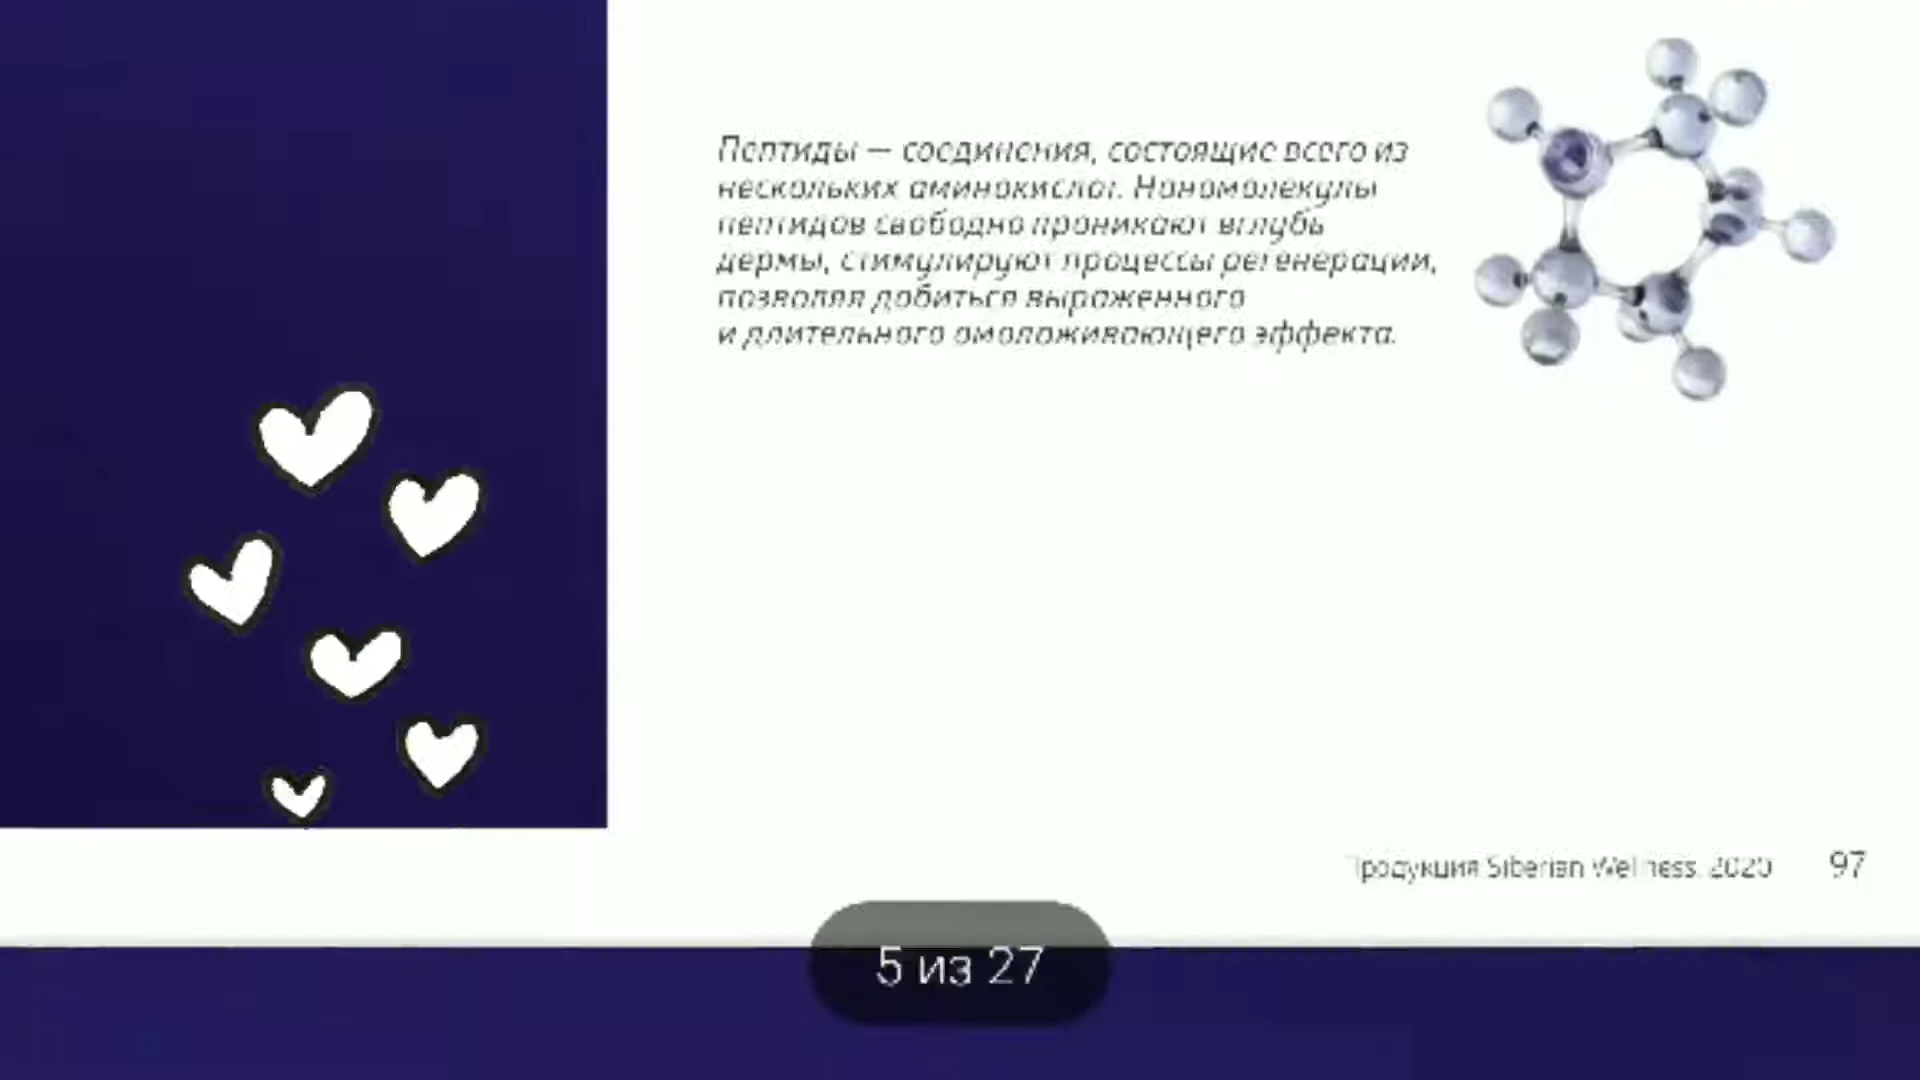 Пептиды — соединения, состоящие всего из
нескольких аминокислот. Наномолекулы
пептидов свободно проникают вглубь
дермы, стимулируют процессы регенерации,
позволяя добиться выраженного
и длительного омолаживающего эффекта.
Продукция Siberian Wellness. 2020 97
5 из 27